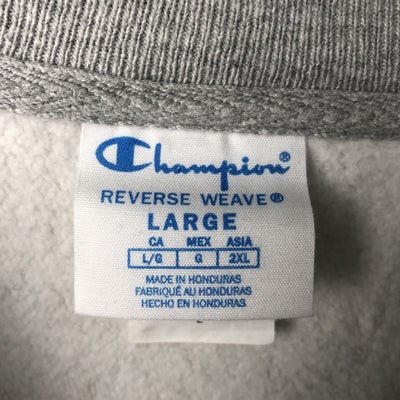 Champion®
REVERSE WEAVE®
LARGE
CA MEX ASIA
L/G G 2XL
MADE IN HONDURAS
FABRIQUÉ AU HONDURAS
HECHO EN HONDURAS